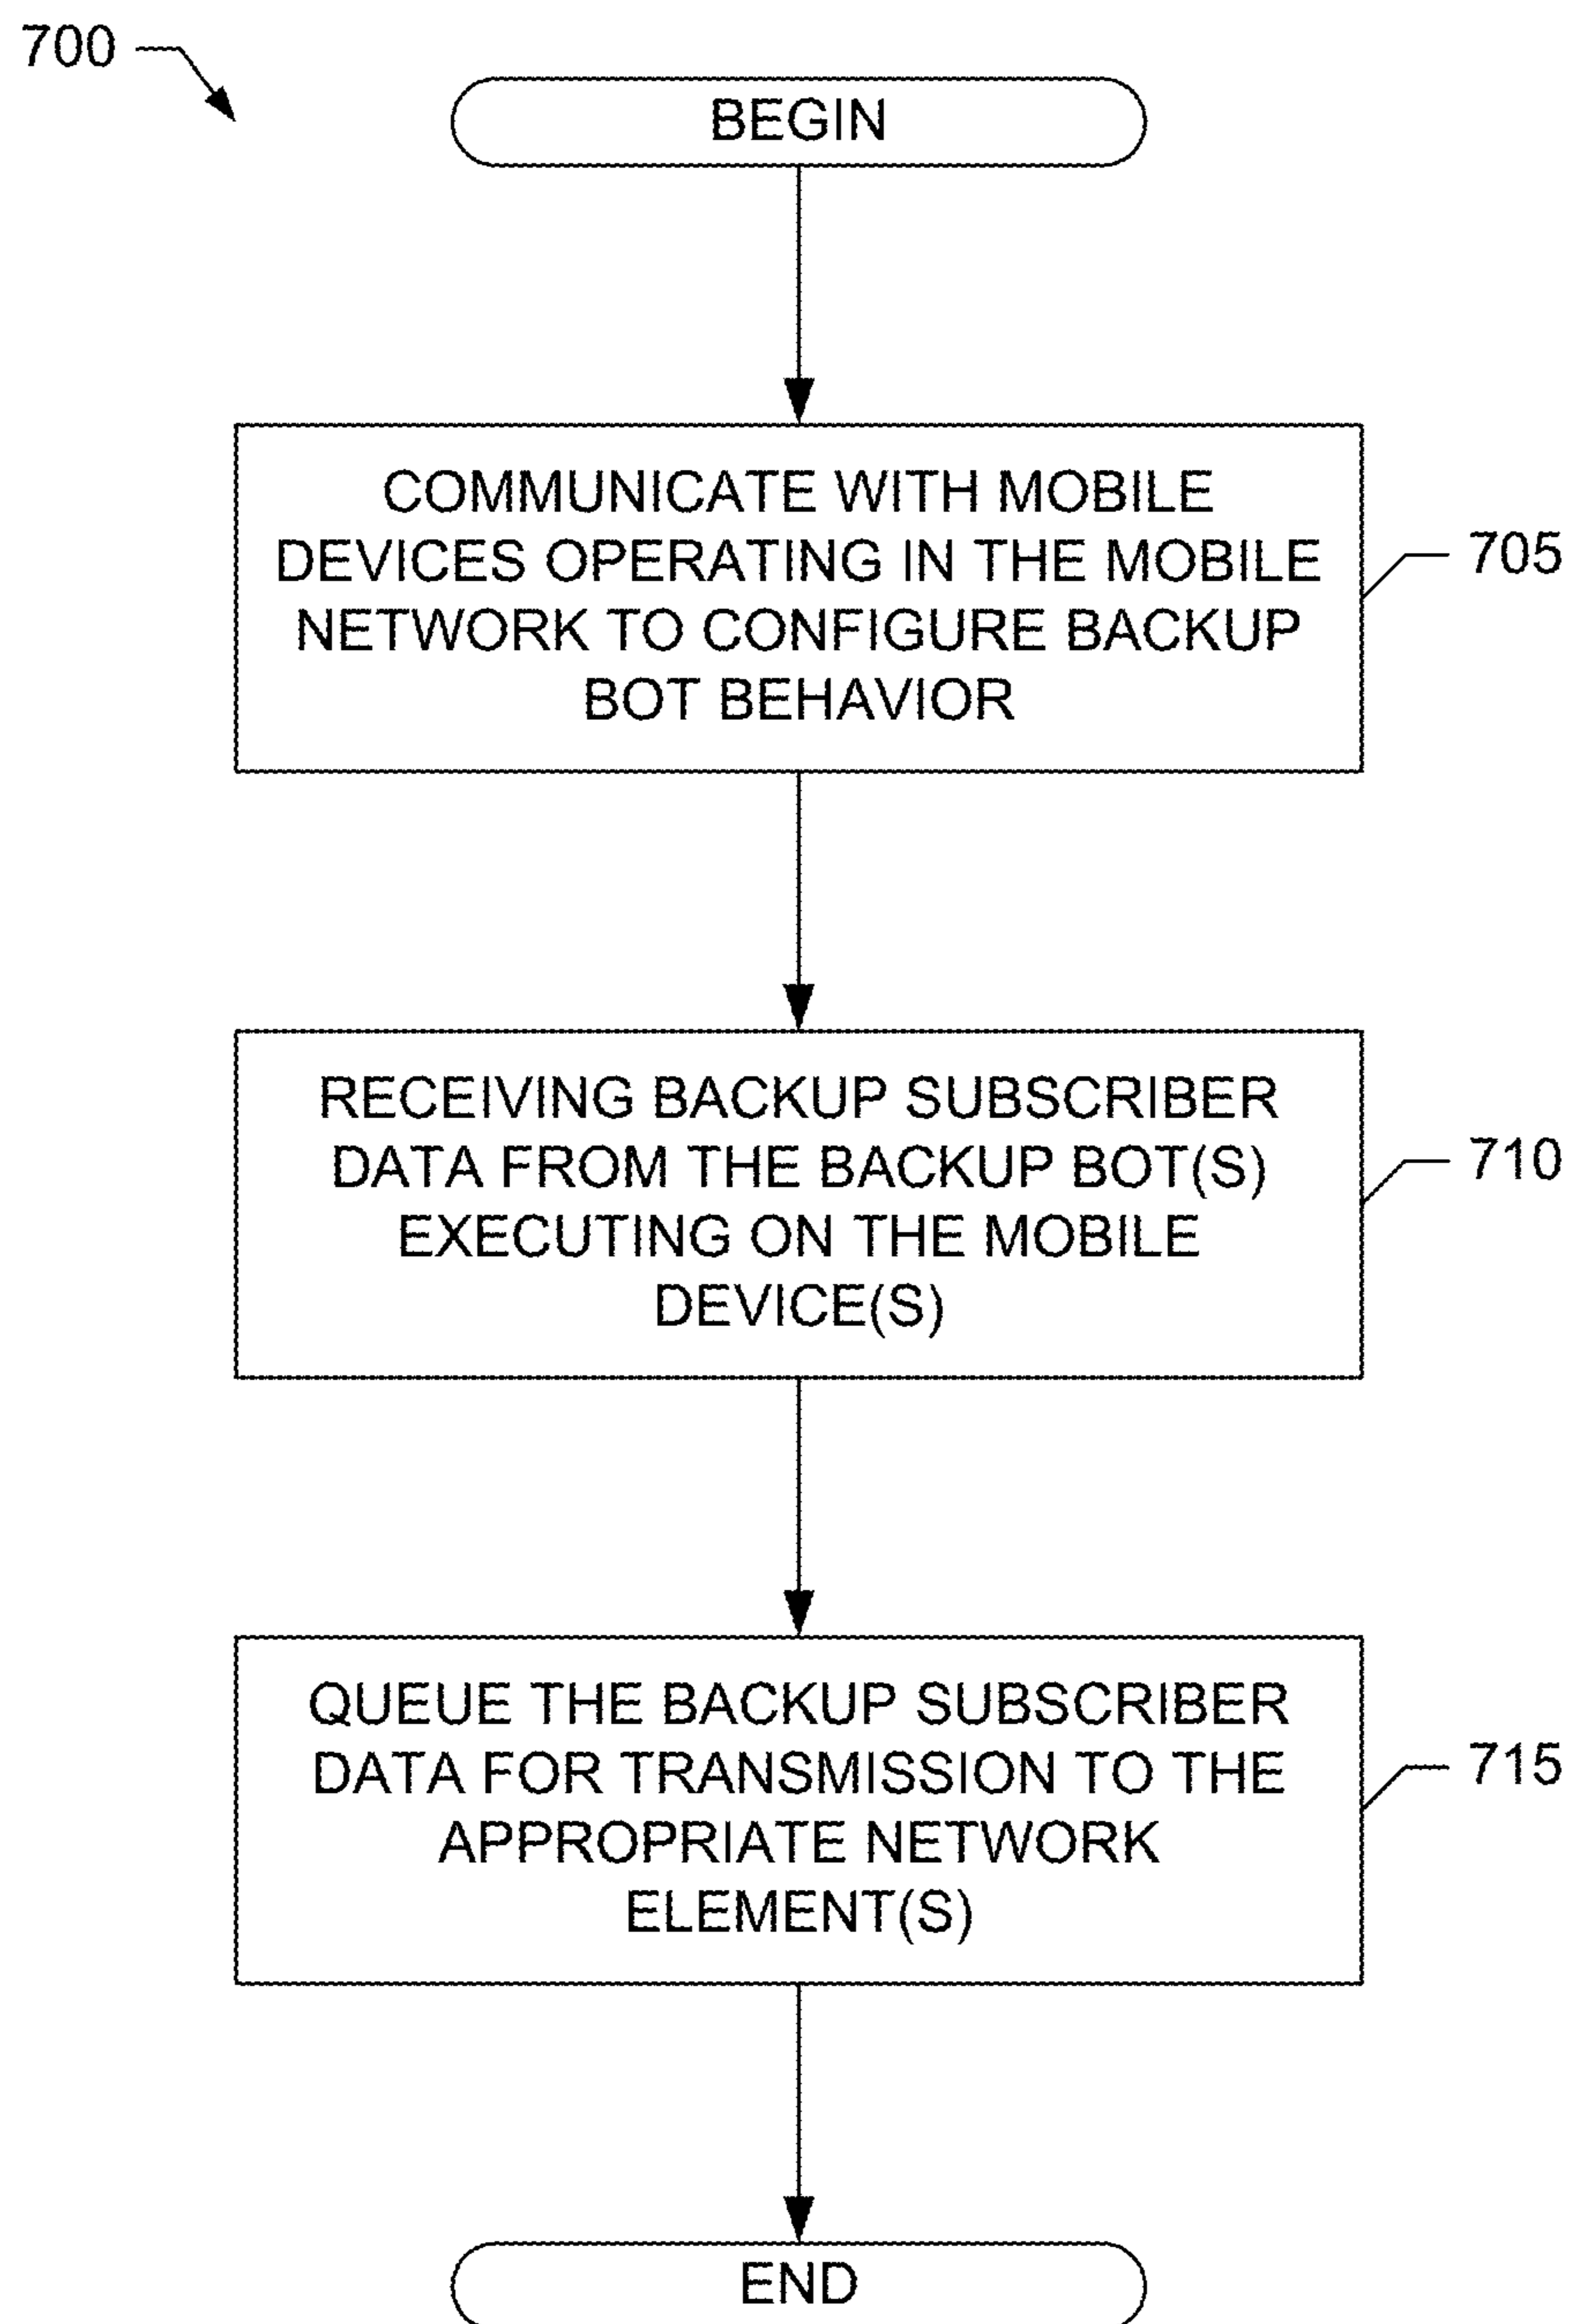 700
BEGIN
COMMUNICATE WITH MOBILE
DEVICES OPERATING IN THE MOBILE
NETWORK TO CONFIGURE BACKUP
BOT BEHAVIOR
705
RECEIVING BACKUP SUBSCRIBER
DATA FROM THE BACKUP BOT(S)
EXECUTING ON THE MOBILE
DEVICE(S)
710
QUEUE THE BACKUP SUBSCRIBER
DATA FOR TRANSMISSION TO THE
APPROPRIATE NETWORK
ELEMENT(S)
715
END